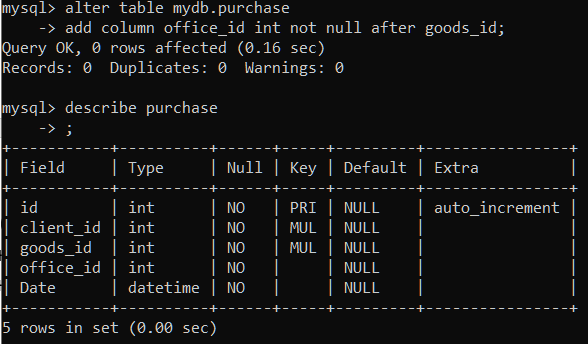 mysql> alter table mydb.purchase
    -> add column office_id int not null after goods_id;
Query OK, 0 rows affected (0.16 sec)
Records: 0  Duplicates: 0  Warnings: 0

mysql> describe purchase
    -> ;
+-----------+----------+------+-----+---------+----------------+
| Field     | Type     | Null | Key | Default | Extra          |
+-----------+----------+------+-----+---------+----------------+
| id        | int      | NO   | PRI | NULL    | auto_increment |
| client_id | int      | NO   | MUL | NULL    |                |
| goods_id  | int      | NO   | MUL | NULL    |                |
| office_id | int      | NO   |     | NULL    |                |
| Date      | datetime | NO   |     | NULL    |                |
+-----------+----------+------+-----+---------+----------------+
5 rows in set (0.00 sec)